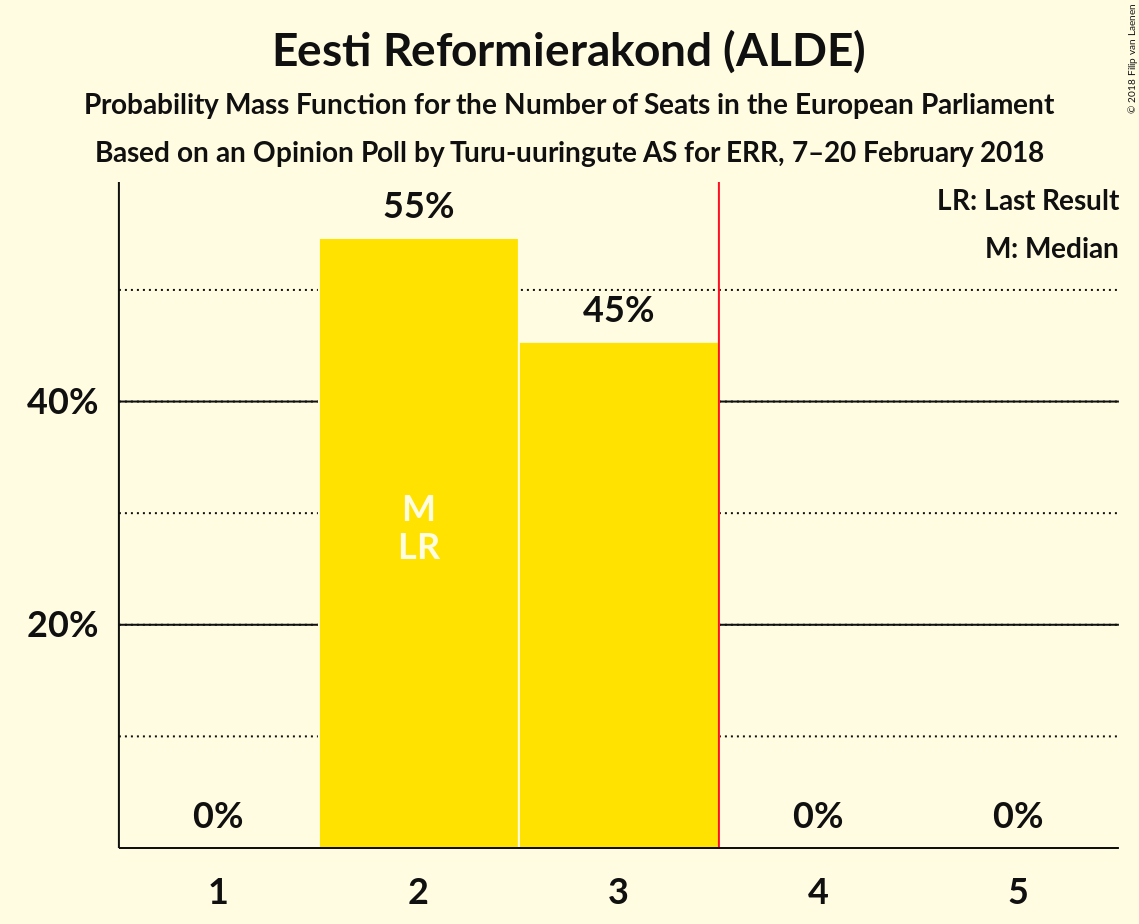 Eesti Reformierakond (ALDE)
Probability Mass Function for the Number of Seats in the European Parliament
Based on an Opinion Poll by Turu-uuringute AS for ERR, 7–20 February 2018
© 2018 Filip van Laenen
LR: Last Result
M: Median
55%
45%
40%
M
LR
20%
0%
0%
0%
1
2
3
4
5